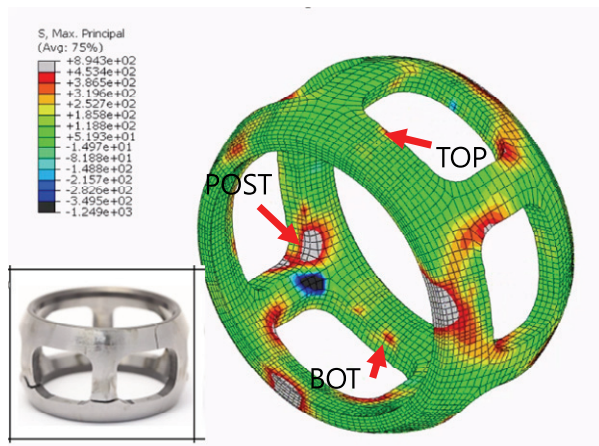 S, Max. Principal
(Avg: 75%)
+8.943e+02
+4.534e+02
+3.865e+02
+3.196e+02
+2.527e+02
+1.858e+02
+1.188e+02
+5.193e+01
-1.497e+01
-8.188e+01
-1.488e+02
-2.157e+02
-2.826e+02
-3.495e+02
-1.249e+03
TOP
POST
BOT